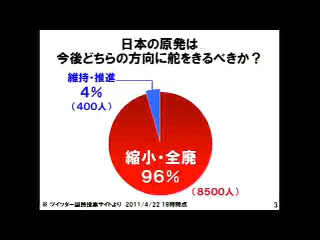 日本の原発は
今後どちらの方向に舵をきるべきか？
維持・推進
4％
（400人）
縮小・全廃
96％
（8500人）
※ ツイッター国民投票サイトより 2011/4/22 19時時点
3